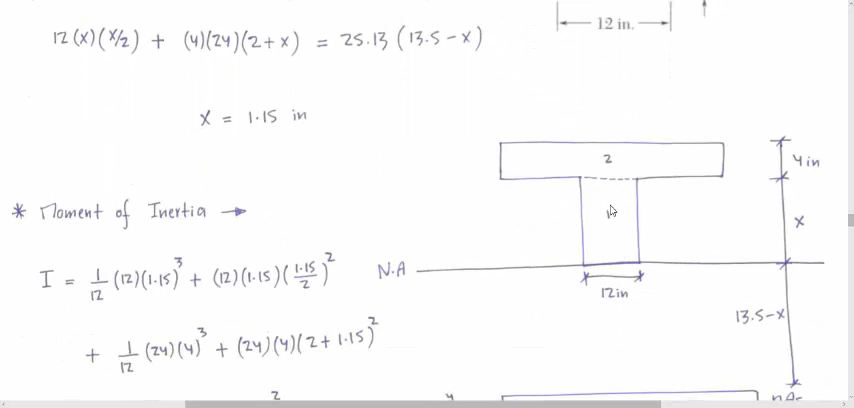 12 in.
12(x)(x/2) + (4)(24)(2+x) = 25.13 (13.5-x)
x = 1.15 in
2
4in
* Moment of Inertia →
x
I = 1/12 (12)(1.15)^3 + (12)(1.15)(1.15/2)^2
N.A
12in
13.5-x
+ 1/12 (24)(4)^3 + (24)(4)(2+1.15)^2